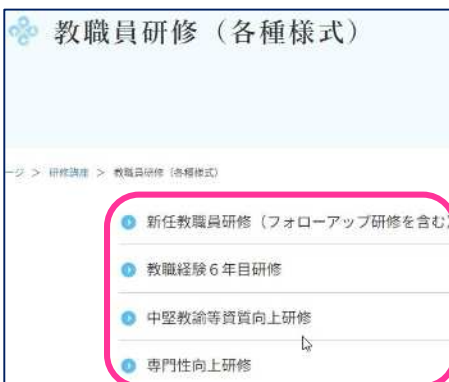 教職員研修（各種様式）
ージ > 研修講座 > 教職員研修（各種様式）
新任教職員研修（フォローアップ研修を含む）
教職経験６年目研修
中堅教諭等資質向上研修
専門性向上研修